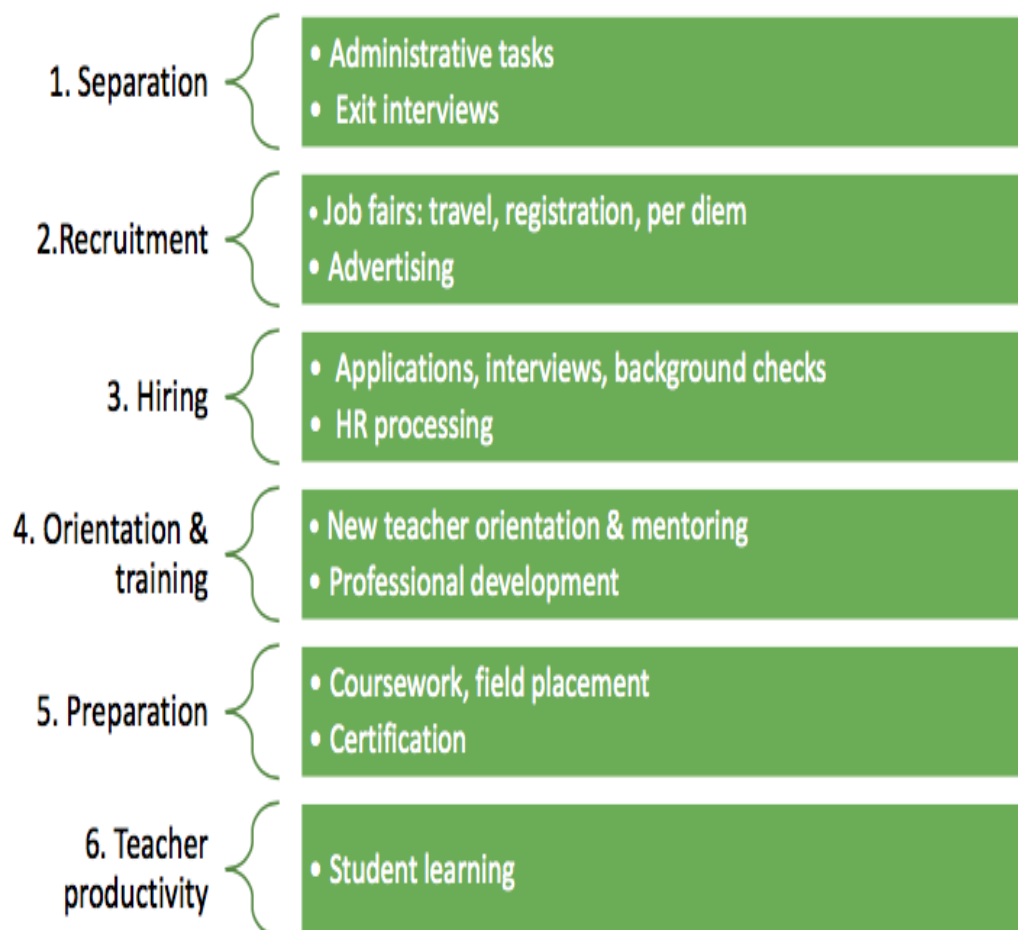 1. Separation
• Administrative tasks
• Exit interviews
2.Recruitment
• Job fairs: travel, registration, per diem
• Advertising
3. Hiring
• Applications, interviews, background checks
• HR processing
4. Orientation &
training
• New teacher orientation & mentoring
• Professional development
5. Preparation
• Coursework, field placement
• Certification
6. Teacher
productivity
• Student learning